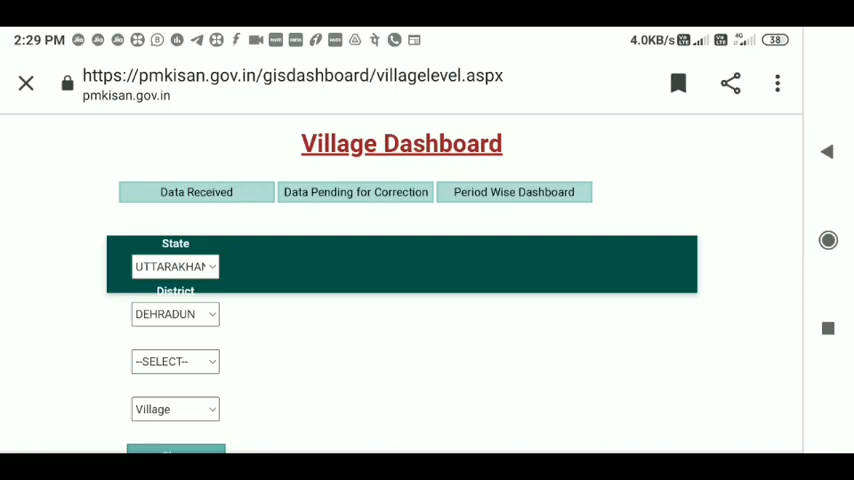 2:29 PM
4.0KB/s
4G
38
https://pmkisan.gov.in/gisdashboard/villagelevel.aspx
pmkisan.gov.in
Village Dashboard
Data Received
Data Pending for Correction
Period Wise Dashboard
State
UTTARAKHAN
District
DEHRADUN
--SELECT--
Village